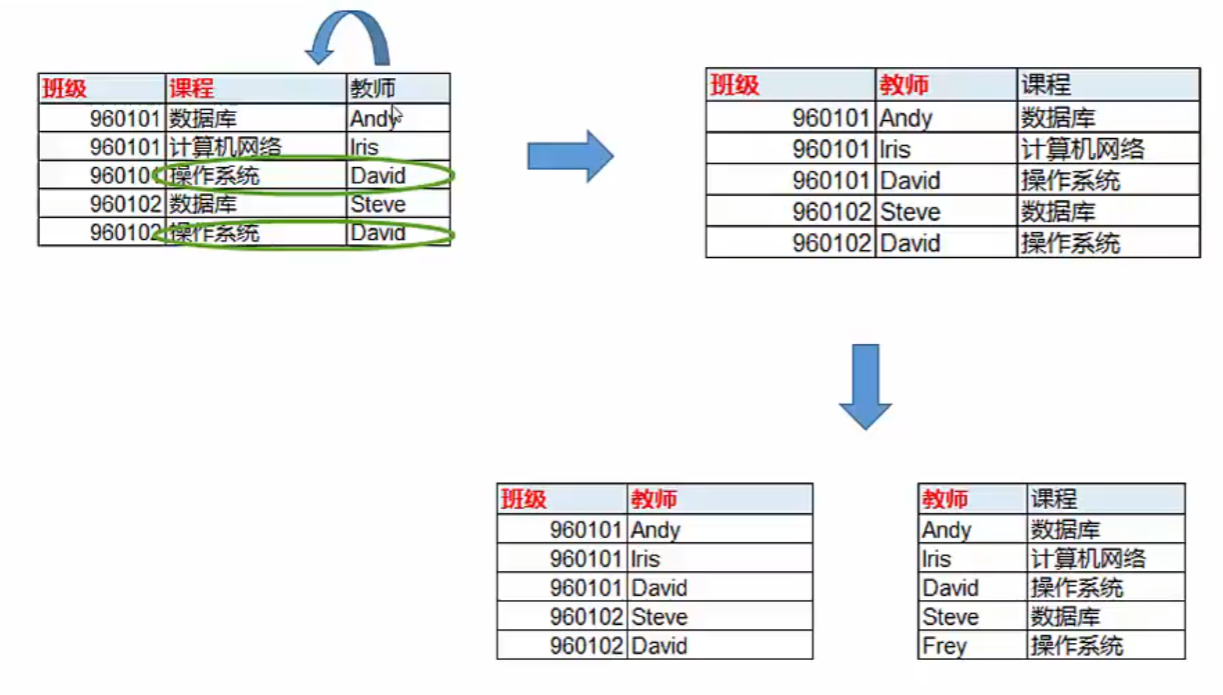 班级 课程 教师
960101 数据库 Andy
960101 计算机网络 Iris
960101 操作系统 David
960102 数据库 Steve
960102 操作系统 David
班级 教师 课程
960101 Andy 数据库
960101 Iris 计算机网络
960101 David 操作系统
960102 Steve 数据库
960102 David 操作系统
班级 教师
960101 Andy
960101 Iris
960101 David
960102 Steve
960102 David
教师 课程
Andy 数据库
Iris 计算机网络
David 操作系统
Steve 数据库
Frey 操作系统